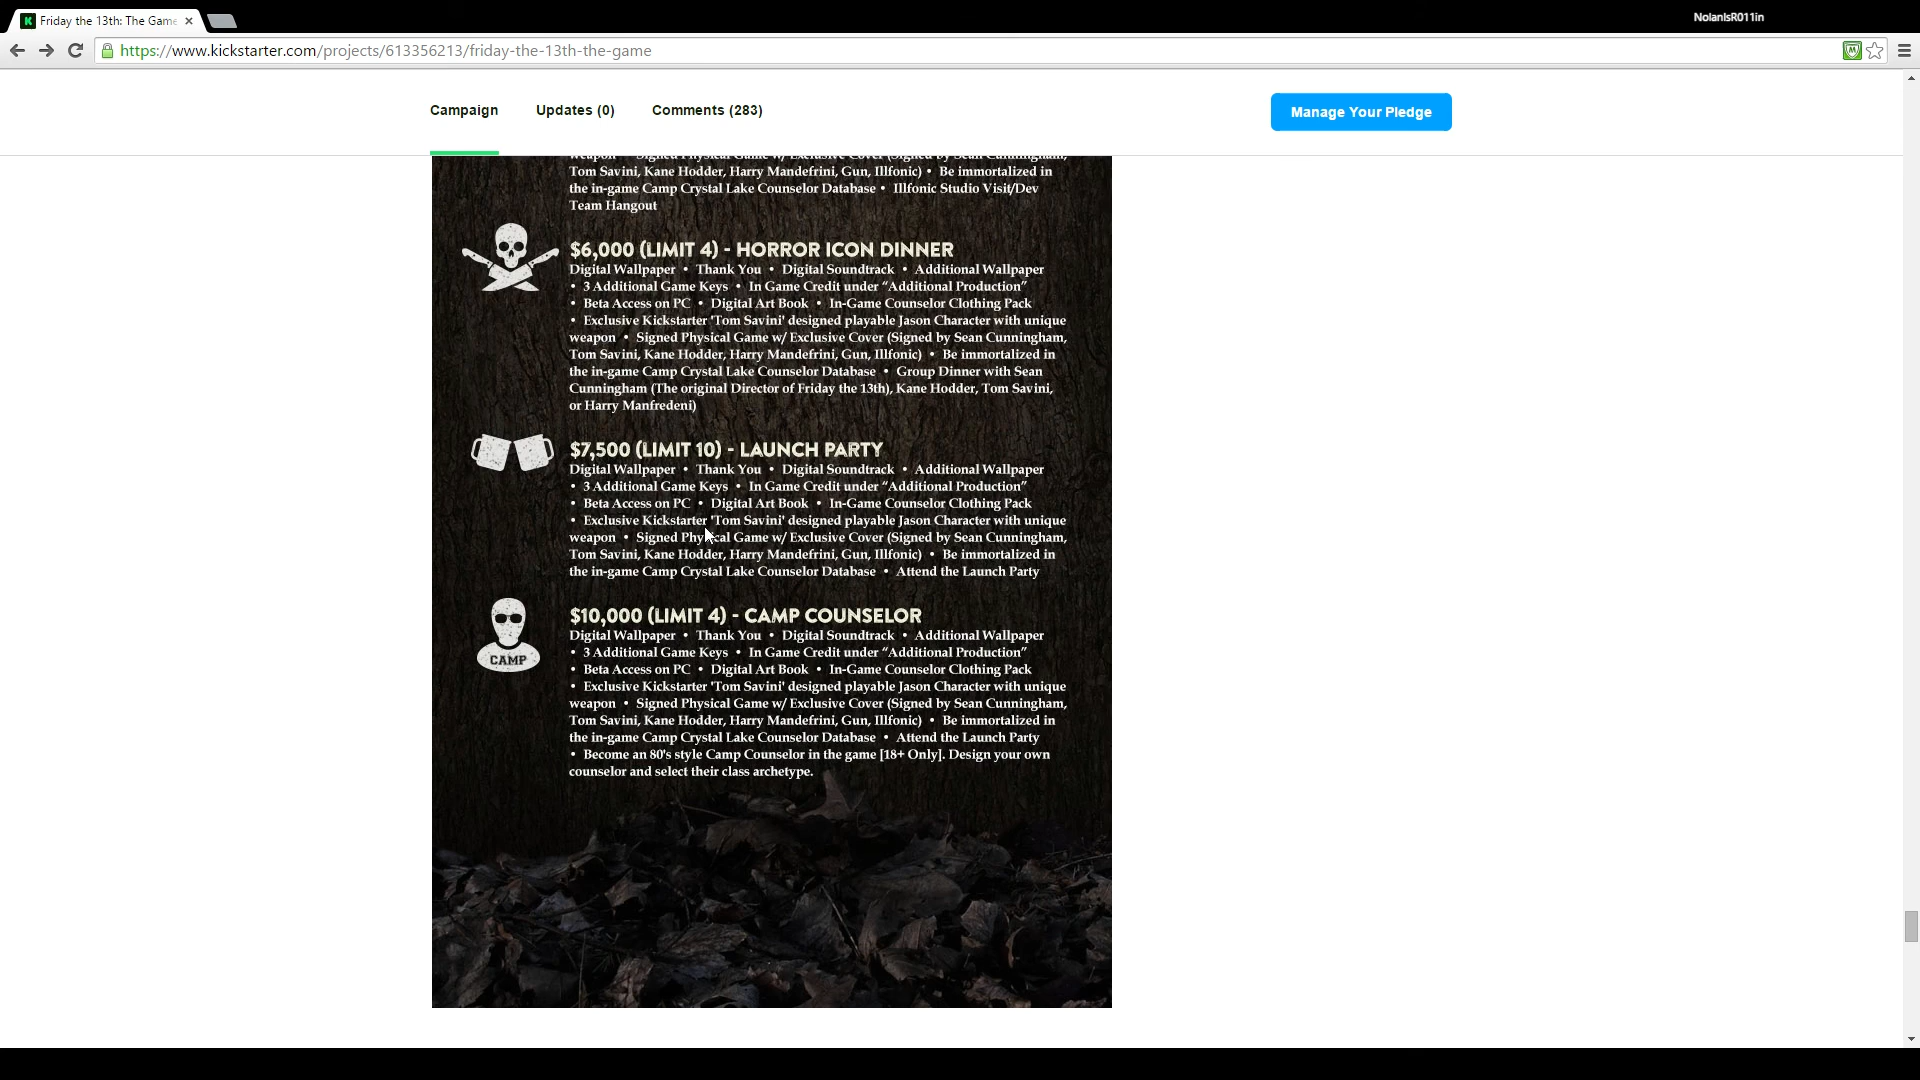 Friday the 13th: The Game
NolanIsR011in
https://www.kickstarter.com/projects/613356213/friday-the-13th-the-game
Campaign
Updates (0)
Comments (283)
Manage Your Pledge
weapon • Signed Physical Game w/ Exclusive Cover (Signed by Sean Cunningham,
Tom Savini, Kane Hodder, Harry Mandefrini, Gun, Illfonic) • Be immortalized in
the in-game Camp Crystal Lake Counselor Database • Illfonic Studio Visit/Dev
Team Hangout
$6,000 (LIMIT 4) - HORROR ICON DINNER
Digital Wallpaper • Thank You • Digital Soundtrack • Additional Wallpaper
• 3 Additional Game Keys • In Game Credit under “Additional Production”
• Beta Access on PC • Digital Art Book • In-Game Counselor Clothing Pack
• Exclusive Kickstarter 'Tom Savini' designed playable Jason Character with unique
weapon • Signed Physical Game w/ Exclusive Cover (Signed by Sean Cunningham,
Tom Savini, Kane Hodder, Harry Mandefrini, Gun, Illfonic) • Be immortalized in
the in-game Camp Crystal Lake Counselor Database • Group Dinner with Sean
Cunningham (The original Director of Friday the 13th), Kane Hodder, Tom Savini,
or Harry Manfredeni)
$7,500 (LIMIT 10) - LAUNCH PARTY
Digital Wallpaper • Thank You • Digital Soundtrack • Additional Wallpaper
• 3 Additional Game Keys • In Game Credit under “Additional Production”
• Beta Access on PC • Digital Art Book • In-Game Counselor Clothing Pack
• Exclusive Kickstarter 'Tom Savini' designed playable Jason Character with unique
weapon • Signed Physical Game w/ Exclusive Cover (Signed by Sean Cunningham,
Tom Savini, Kane Hodder, Harry Mandefrini, Gun, Illfonic) • Be immortalized in
the in-game Camp Crystal Lake Counselor Database • Attend the Launch Party
CAMP
$10,000 (LIMIT 4) - CAMP COUNSELOR
Digital Wallpaper • Thank You • Digital Soundtrack • Additional Wallpaper
• 3 Additional Game Keys • In Game Credit under “Additional Production”
• Beta Access on PC • Digital Art Book • In-Game Counselor Clothing Pack
• Exclusive Kickstarter 'Tom Savini' designed playable Jason Character with unique
weapon • Signed Physical Game w/ Exclusive Cover (Signed by Sean Cunningham,
Tom Savini, Kane Hodder, Harry Mandefrini, Gun, Illfonic) • Be immortalized in
the in-game Camp Crystal Lake Counselor Database • Attend the Launch Party
• Become an 80's style Camp Counselor in the game [18+ Only]. Design your own
counselor and select their class archetype.